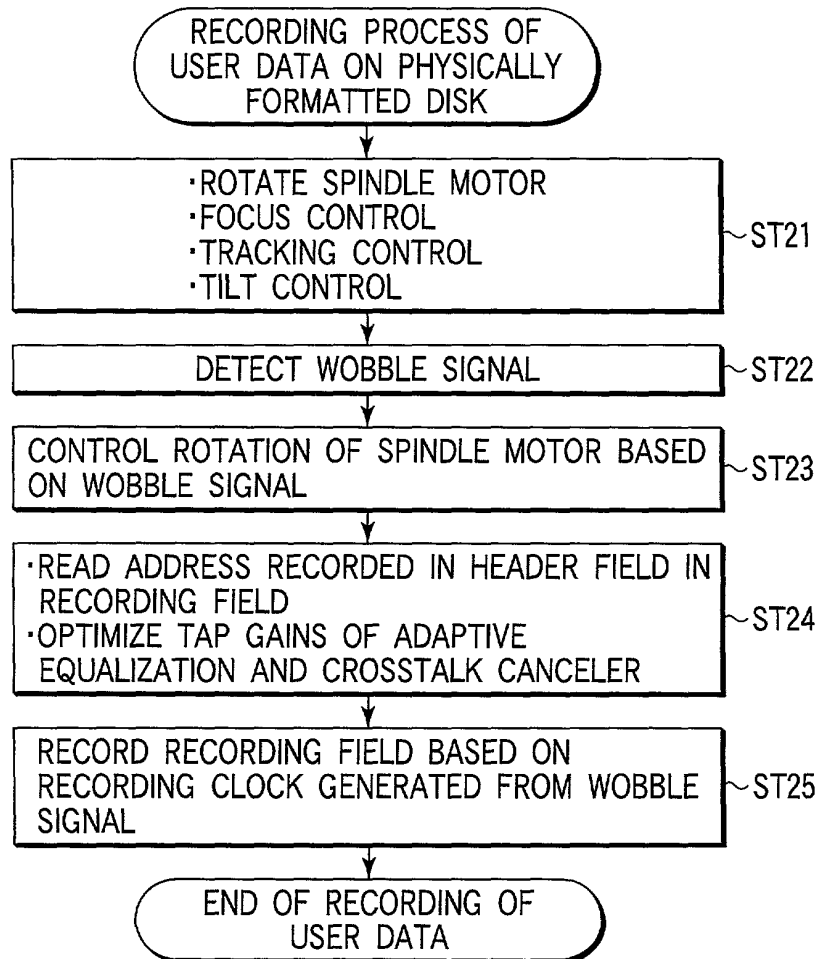 RECORDING PROCESS OF
USER DATA ON PHYSICALLY
FORMATTED DISK
·ROTATE SPINDLE MOTOR
·FOCUS CONTROL
·TRACKING CONTROL
·TILT CONTROL
~ST21
DETECT WOBBLE SIGNAL
~ST22
CONTROL ROTATION OF SPINDLE MOTOR BASED
ON WOBBLE SIGNAL
~ST23
·READ ADDRESS RECORDED IN HEADER FIELD IN
RECORDING FIELD
·OPTIMIZE TAP GAINS OF ADAPTIVE
EQUALIZATION AND CROSSTALK CANCELER
~ST24
RECORD RECORDING FIELD BASED ON
RECORDING CLOCK GENERATED FROM WOBBLE
SIGNAL
~ST25
END OF RECORDING OF
USER DATA